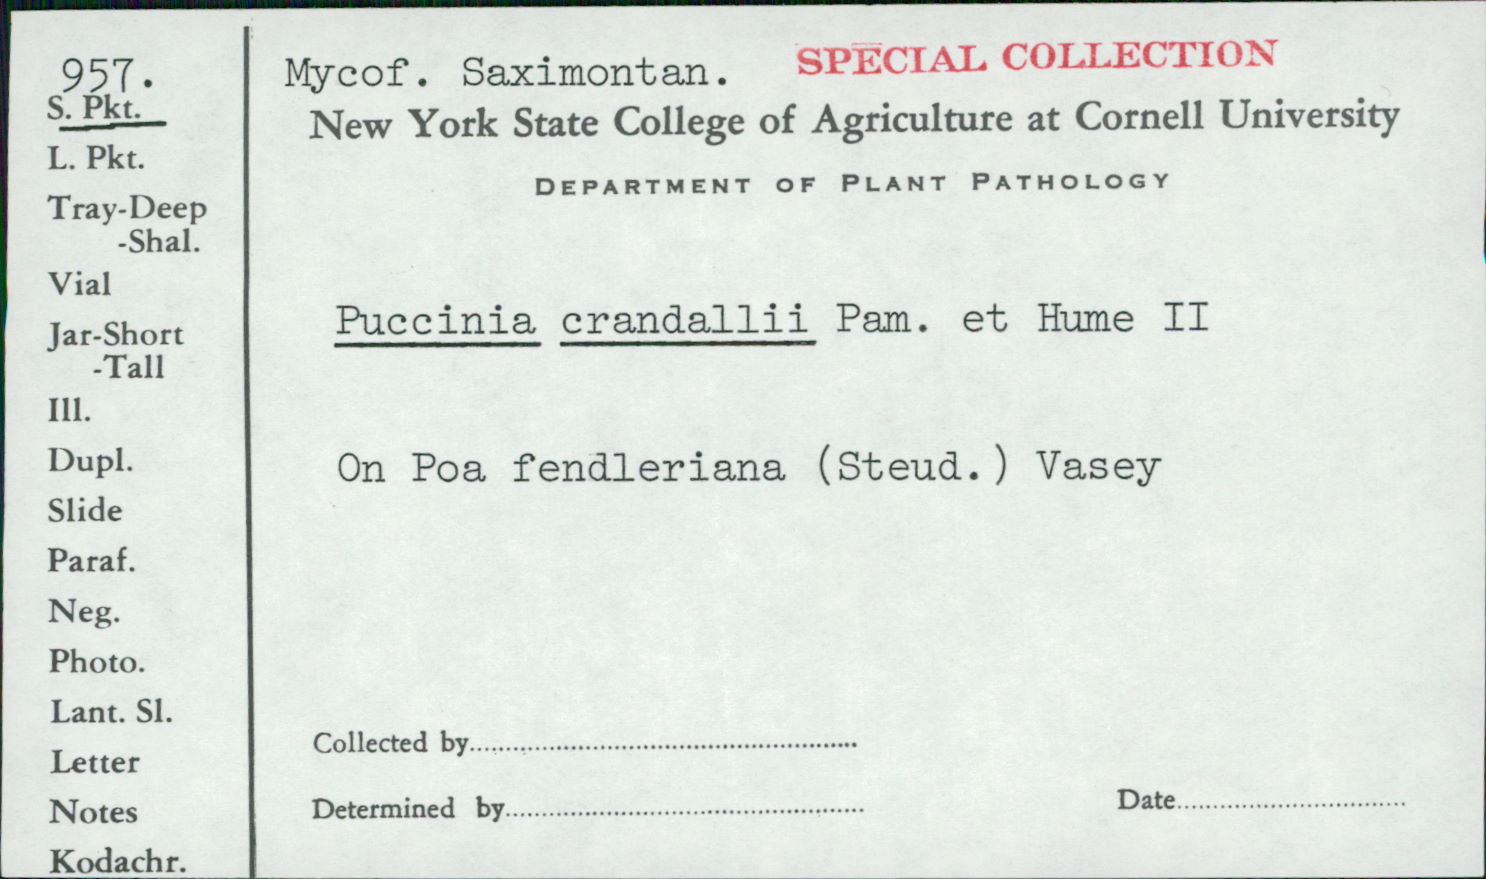 957.
S. Pkt.
L. Pkt.
Tray-Deep
-Shal.
Vial
Jar-Short
-Tall
Ill.
Dupl.
Slide
Paraf.
Neg.
Photo.
Lant. Sl.
Letter
Notes
Kodachr.
Mycof. Saximontan. SPECIAL COLLECTION
New York State College of Agriculture at Cornell University
DEPARTMENT OF PLANT PATHOLOGY
Puccinia crandallii Pam. et Hume II
On Poa fendleriana (Steud.) Vasey
Collected by
Determined by
Date